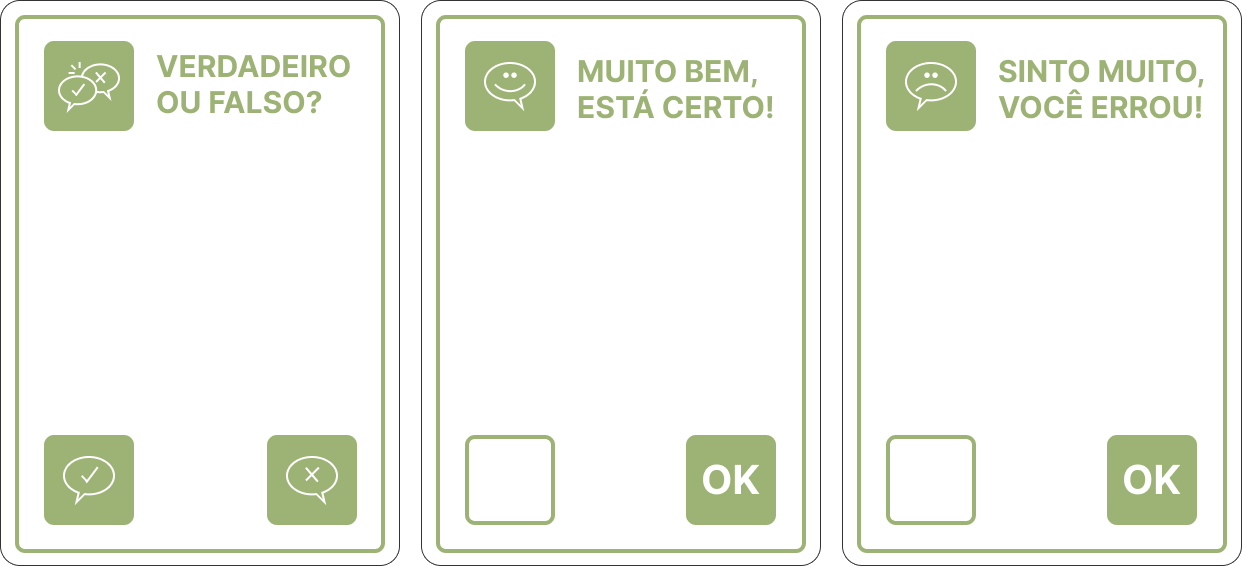 VERDADEIRO
OU FALSO?
MUITO BEM,
ESTÁ CERTO!
OK
SINTO MUITO,
VOCÊ ERROU!
OK